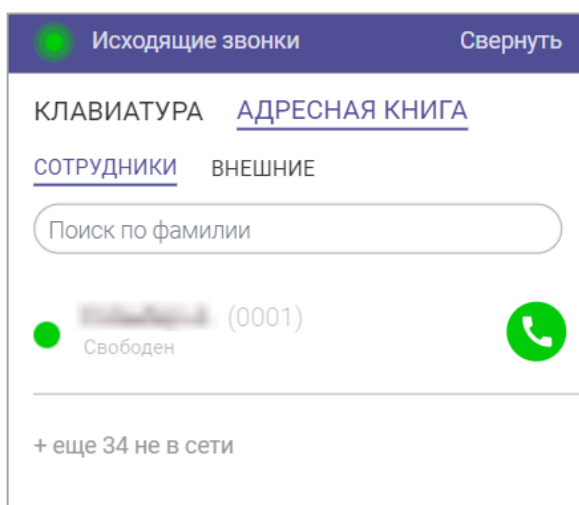 Исходящие звонки Свернуть
КЛАВИАТУРА АДРЕСНАЯ КНИГА
СОТРУДНИКИ ВНЕШНИЕ
Поиск по фамилии
(0001)
Свободен
+ еще 34 не в сети